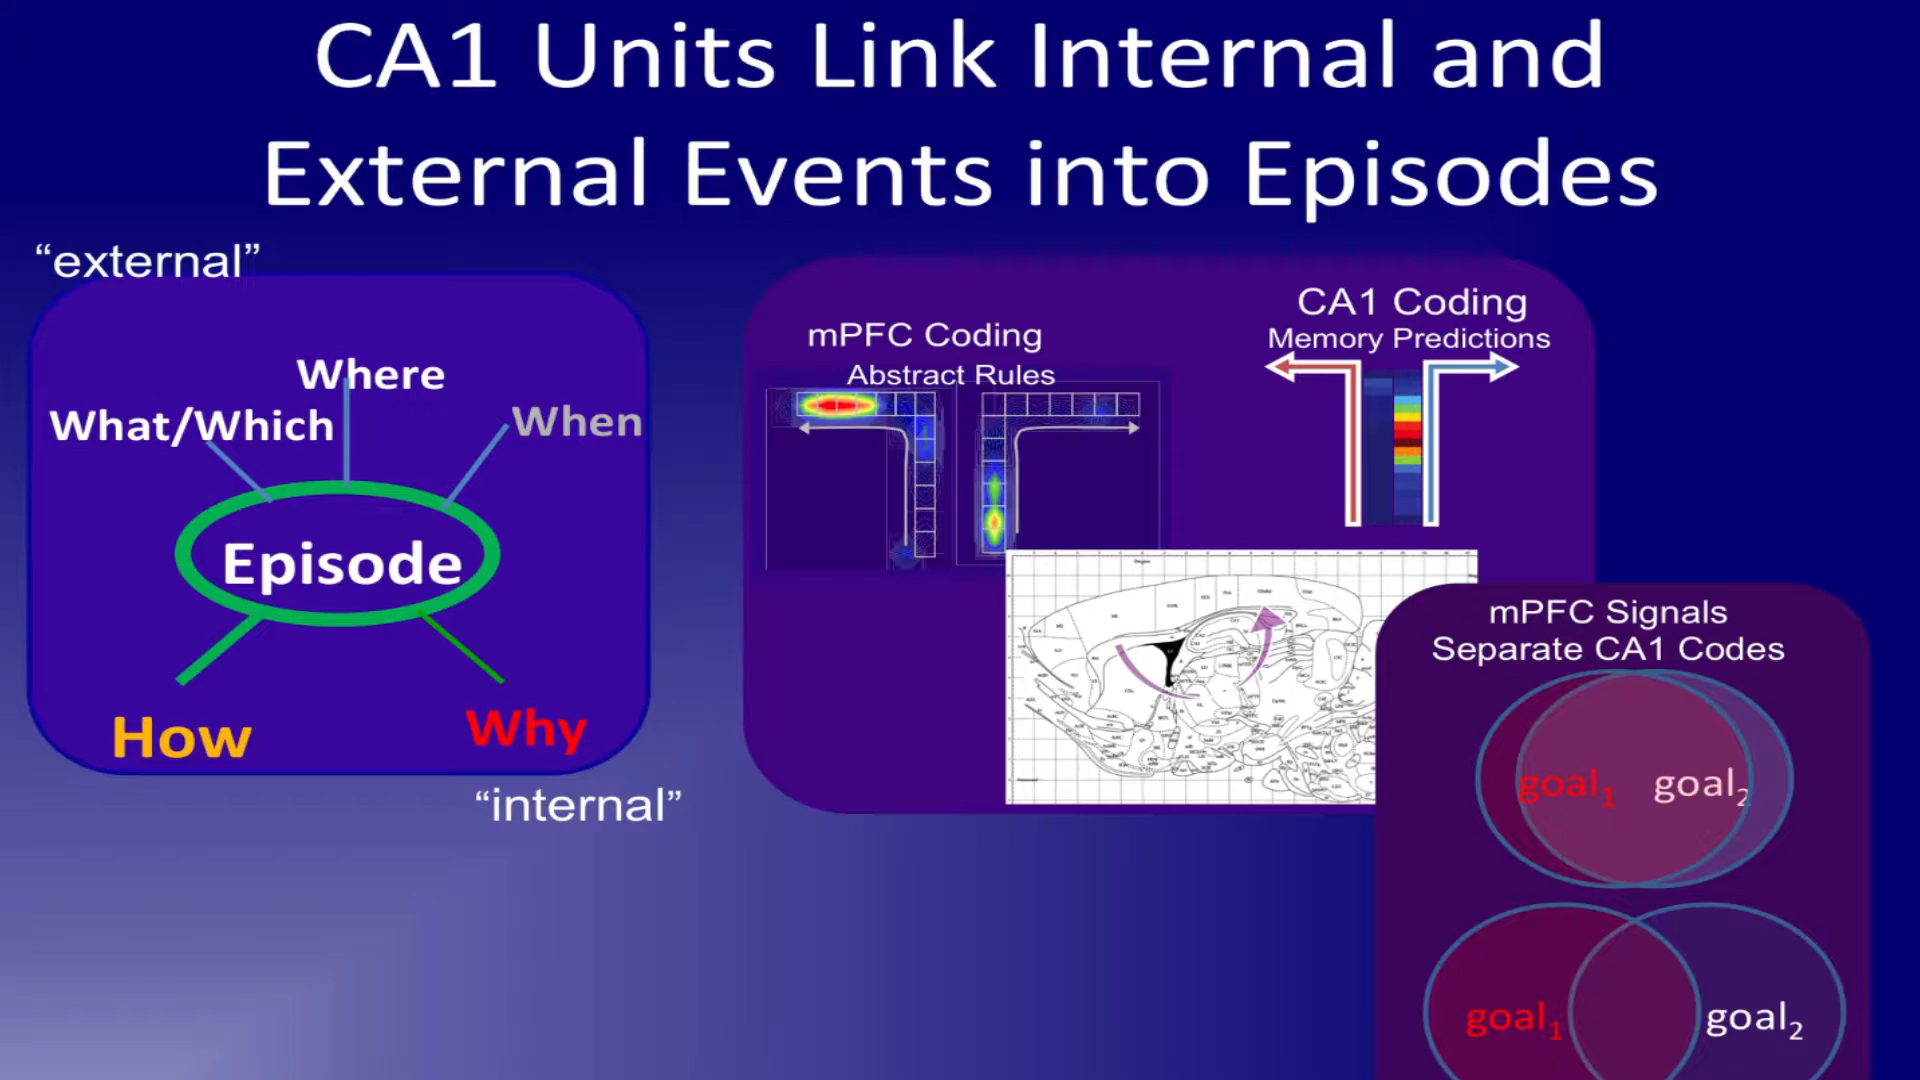 CA1 Units Link Internal and
External Events into Episodes
“external”
Where
What/Which
When
Episode
How
Why
“internal”
mPFC Coding
Abstract Rules
CA1 Coding
Memory Predictions
mPFC Signals
Separate CA1 Codes
goal1 goal2
goal1 goal2